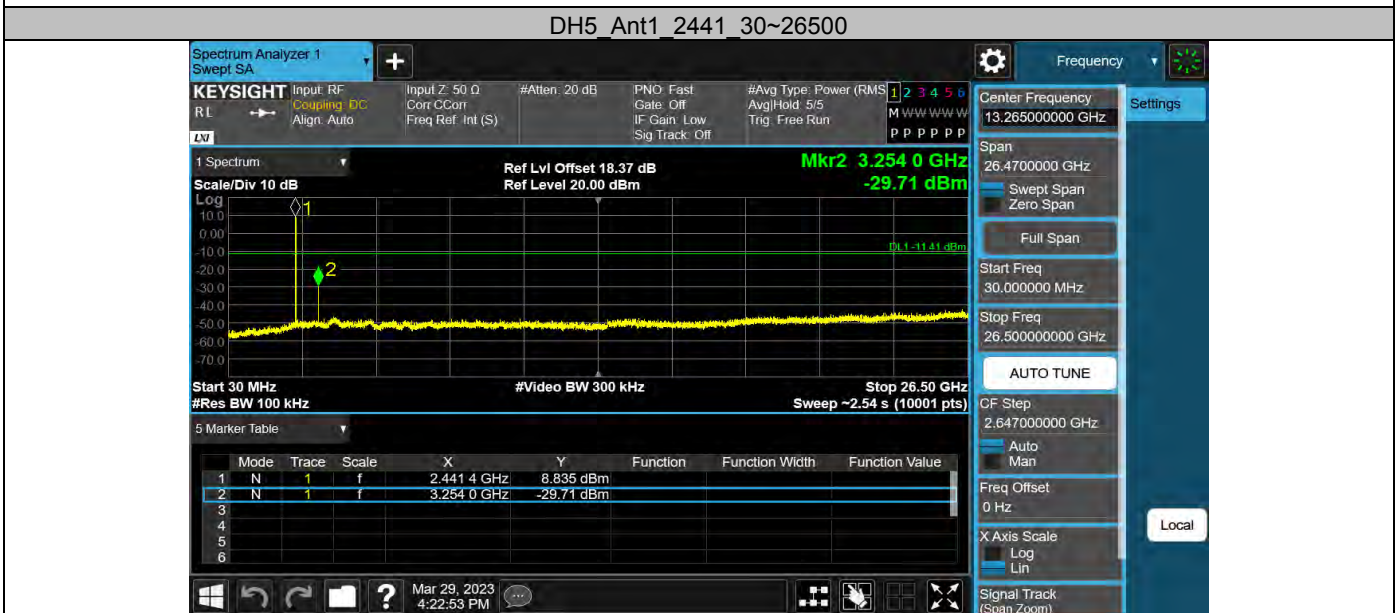 DH5_Ant1_2441_30~26500
Spectrum Analyzer 1
Swept SA
Frequency
KEYSIGHT
RL
LXI
Input: RF
Coupling: DC
Align: Auto
Input Z: 50 Ω
Corr CCorr
Freq Ref: Int (S)
#Atten: 20 dB
PNO: Fast
Gate: Off
IF Gain: Low
Sig Track: Off
#Avg Type: Power (RMS
Avg|Hold: 5/5
Trig: Free Run
1 2 3 4 5 6
M W W W W W
P P P P P P
Center Frequency
13.265000000 GHz
Settings
Span
26.4700000 GHz
Swept Span
Zero Span
Full Span
Start Freq
30.000000 MHz
Stop Freq
26.500000000 GHz
AUTO TUNE
CF Step
2.647000000 GHz
Auto
Man
Freq Offset
0 Hz
X Axis Scale
Log
Lin
Signal Track
(Span Zoom)
Local
1 Spectrum
Scale/Div 10 dB
Ref Lvl Offset 18.37 dB
Ref Level 20.00 dBm
Mkr2 3.254 0 GHz
-29.71 dBm
Log
10.0
0.00
-10.0
-20.0
-30.0
-40.0
-50.0
-60.0
-70.0
1
2
DL1 -11.41 dBm
Start 30 MHz
#Res BW 100 kHz
#Video BW 300 kHz
Stop 26.50 GHz
Sweep ~2.54 s (10001 pts)
5 Marker Table
Mode Trace Scale X Y Function Function Width Function Value
1 N 1 f 2.441 4 GHz 8.835 dBm
2 N 1 f 3.254 0 GHz -29.71 dBm
3
4
5
6
?
Mar 29, 2023
4:22:53 PM